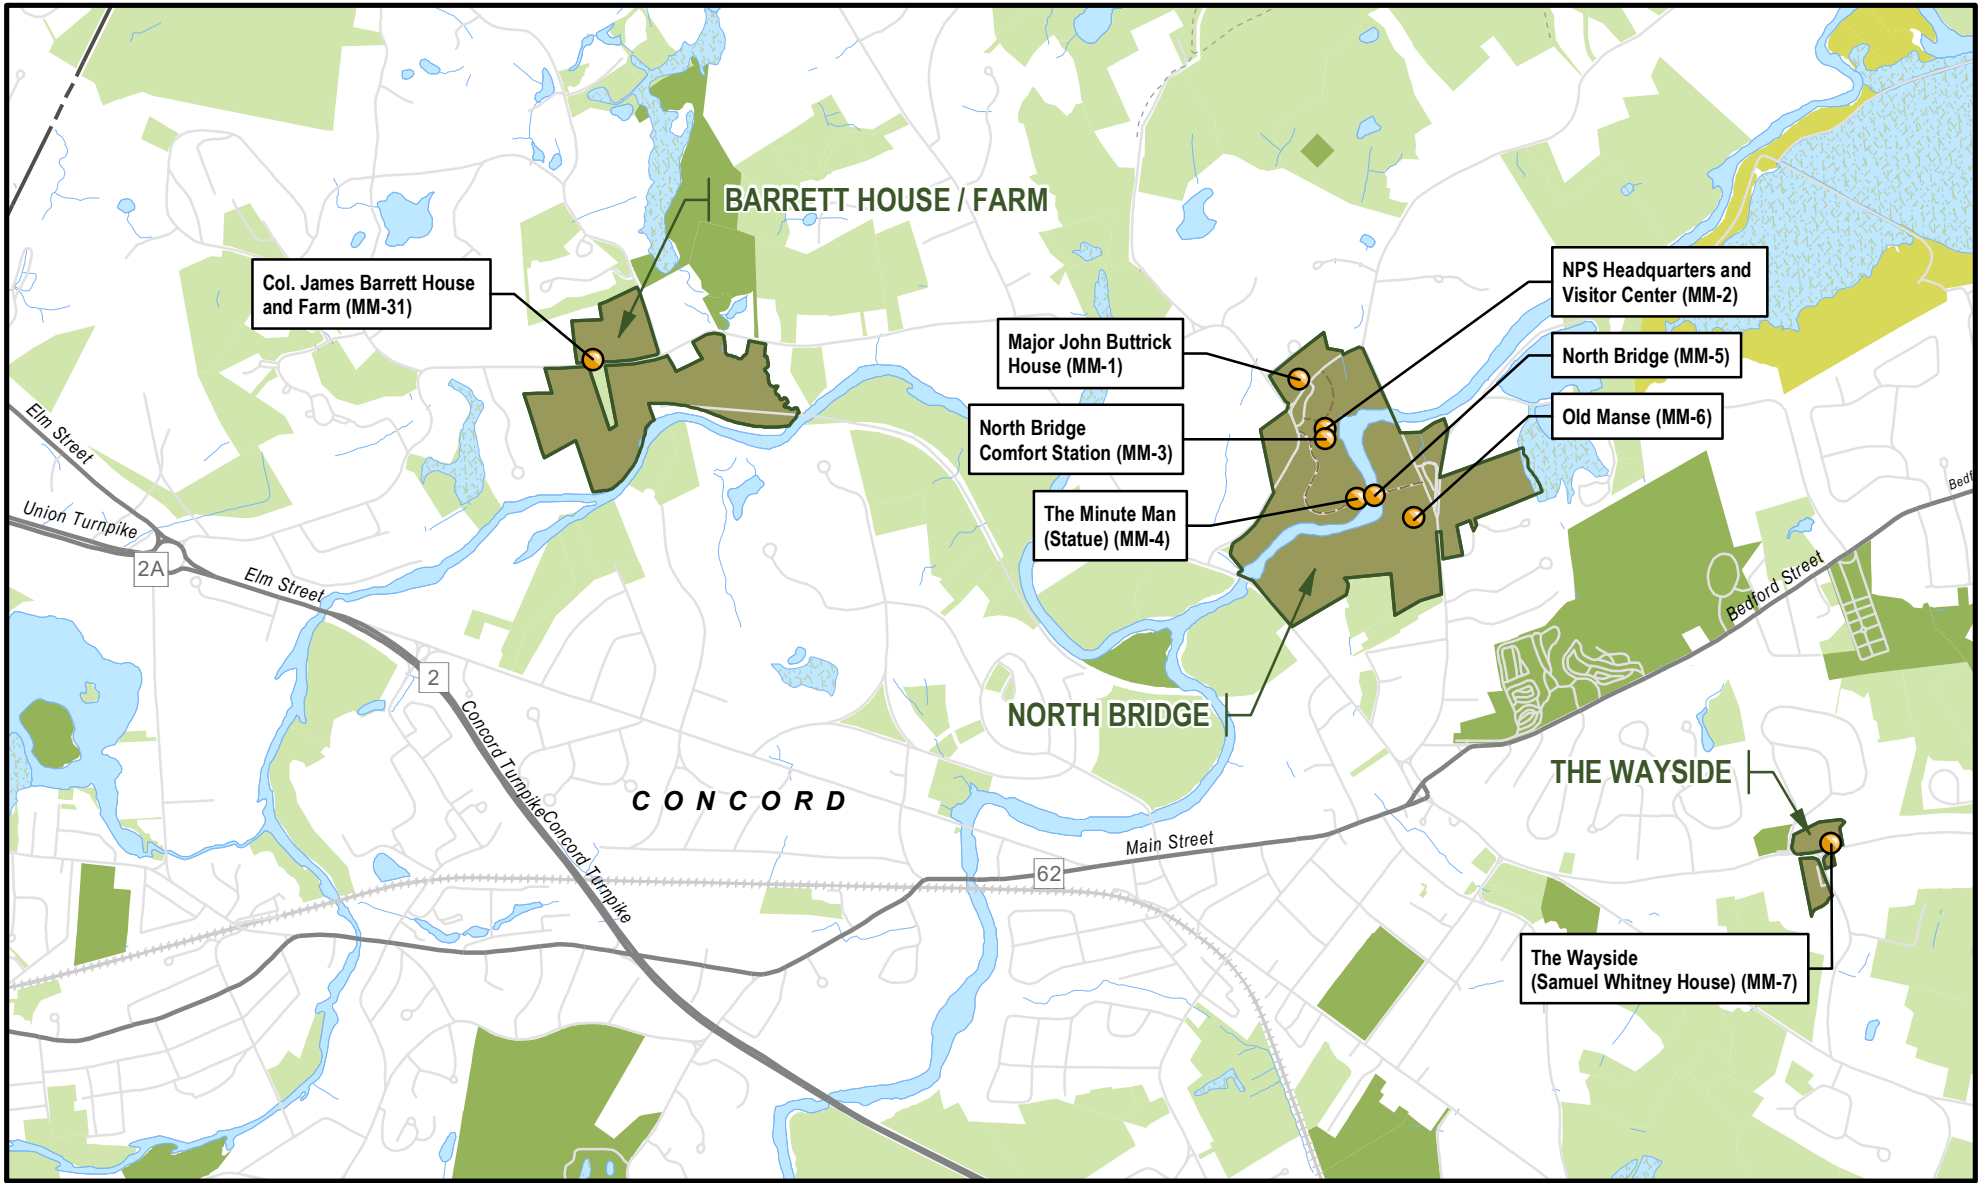 BARRETT HOUSE / FARM
Col. James Barrett House
and Farm (MM-31)
NPS Headquarters and
Visitor Center (MM-2)
Major John Buttrick
House (MM-1)
North Bridge (MM-5)
North Bridge
Comfort Station (MM-3)
Old Manse (MM-6)
The Minute Man
(Statue) (MM-4)
Elm Street
Union Turnpike
2A
Elm Street
2
Bedf
Bedford Street
NORTH BRIDGE
THE WAYSIDE
Concord Turnpike
Concord Turnpike
CONCORD
Main Street
62
The Wayside
(Samuel Whitney House) (MM-7)